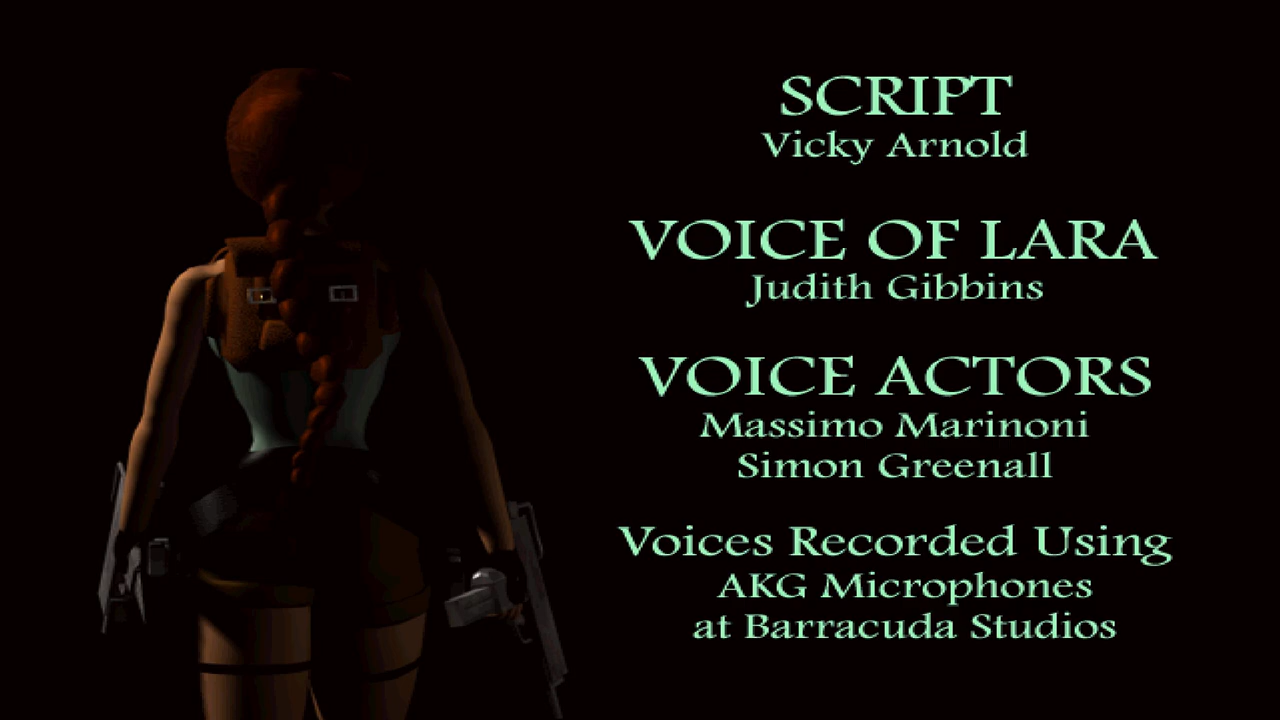 SCRIPT
Vicky Arnold
VOICE OF LARA
Judith Gibbins
VOICE ACTORS
Massimo Marinoni
Simon Greenall
Voices Recorded Using
AKG Microphones
at Barracuda Studios